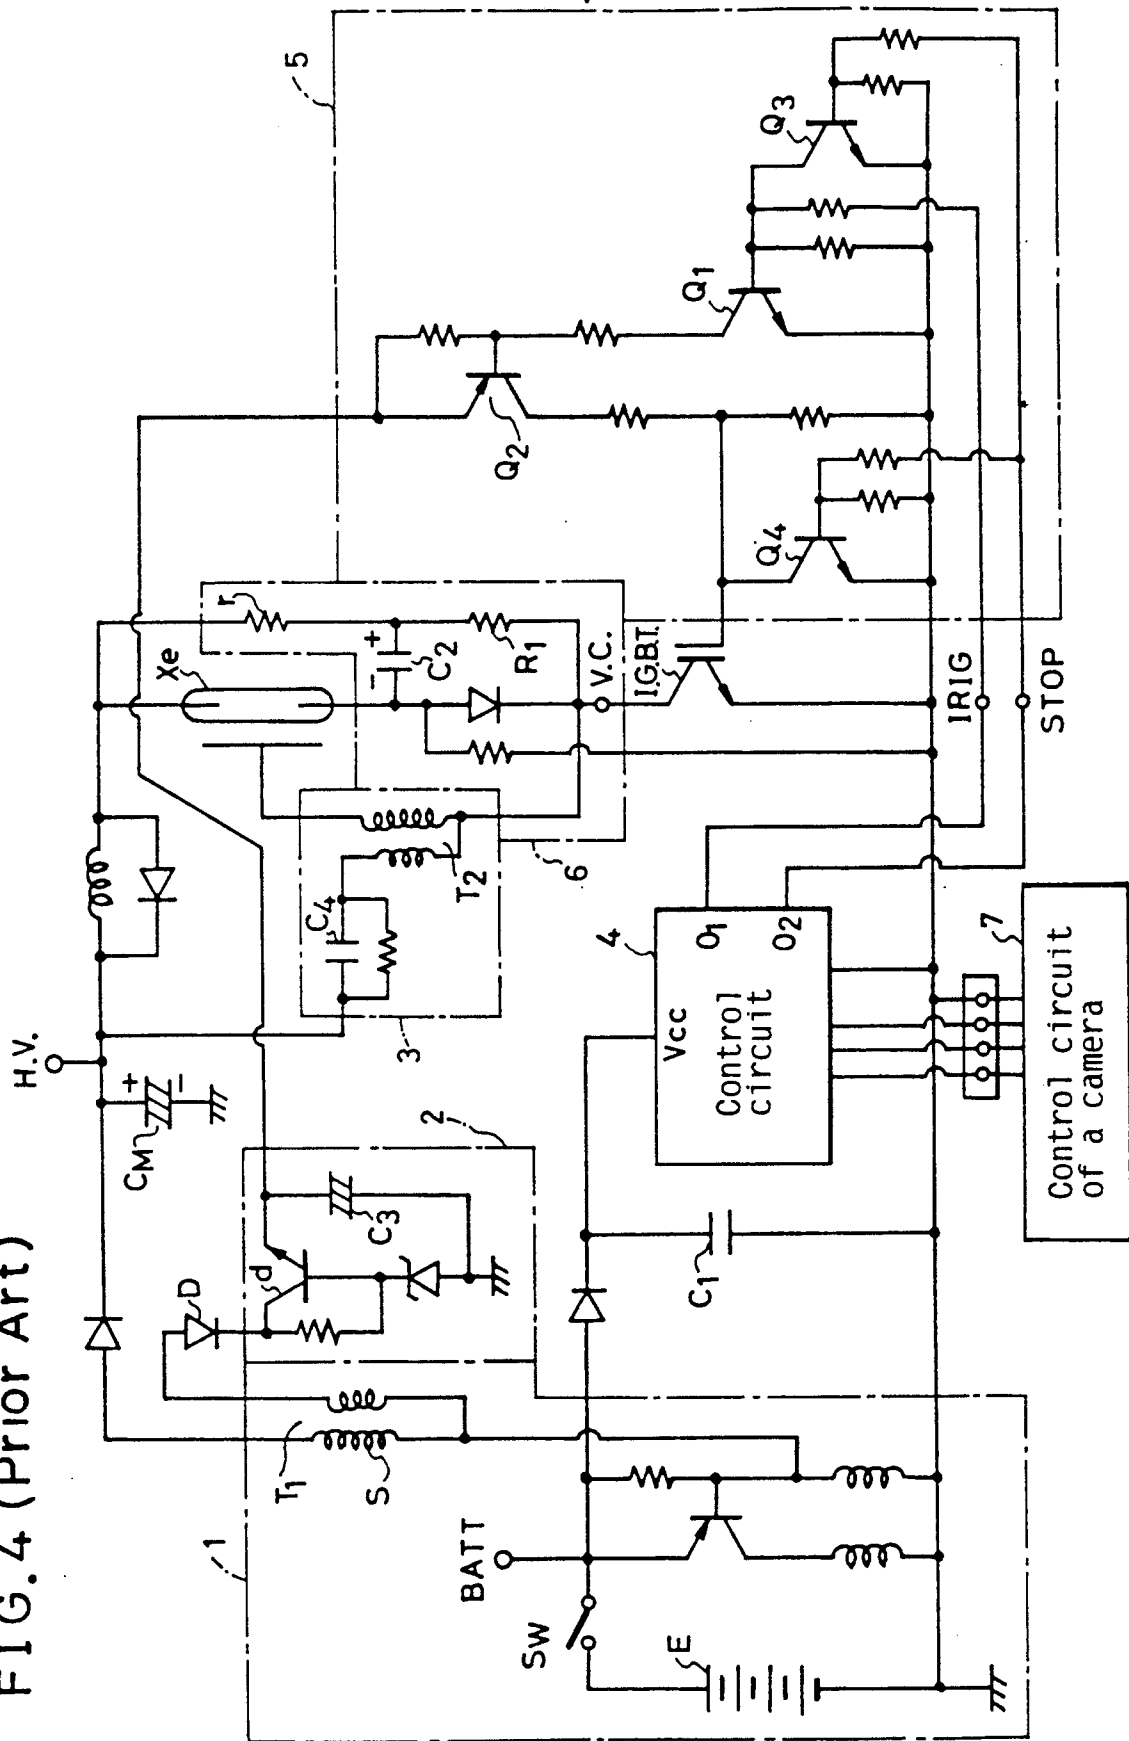 FIG. 4 (Prior Art)
H.V.
5
Q3
Q1
Q2
Q4
r
Xe
+
-
C2
R1
V.C.
I.G.B.T.
IRIG
STOP
T2
6
C4
3
CM
+
-
2
C3
d
D
T1
S
1
4
Vcc
O1
O2
Control
circuit
7
Control circuit
of a camera
C1
BATT
SW
E